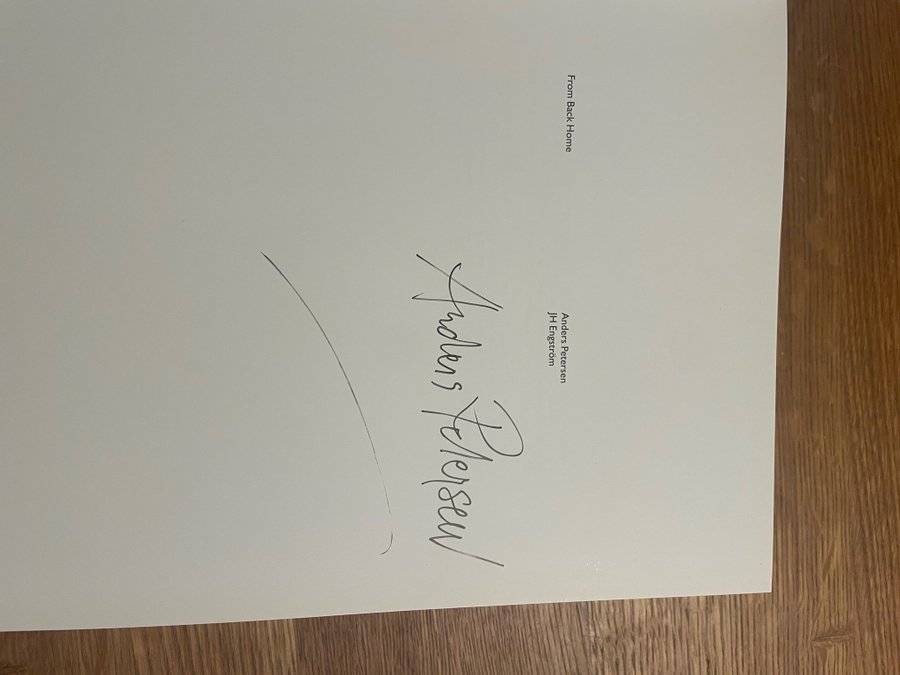 From Back Home
Anders Petersen
JH Engström
Anders Petersen